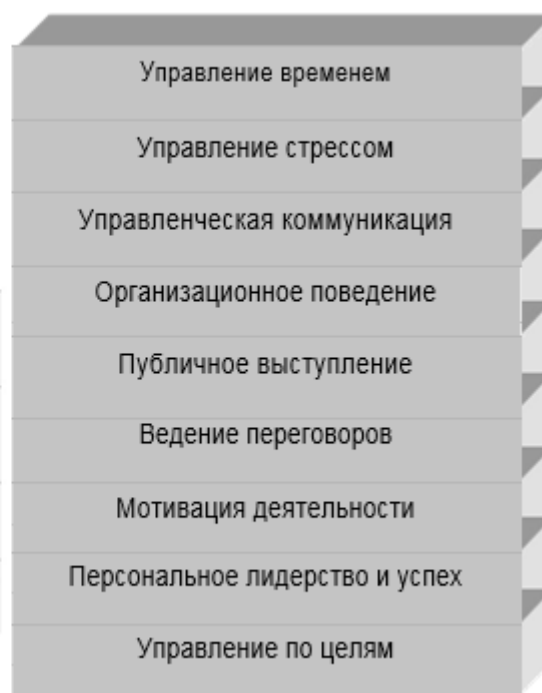 Управление временем
Управление стрессом
Управленческая коммуникация
Организационное поведение
Публичное выступление
Ведение переговоров
Мотивация деятельности
Персональное лидерство и успех
Управление по целям